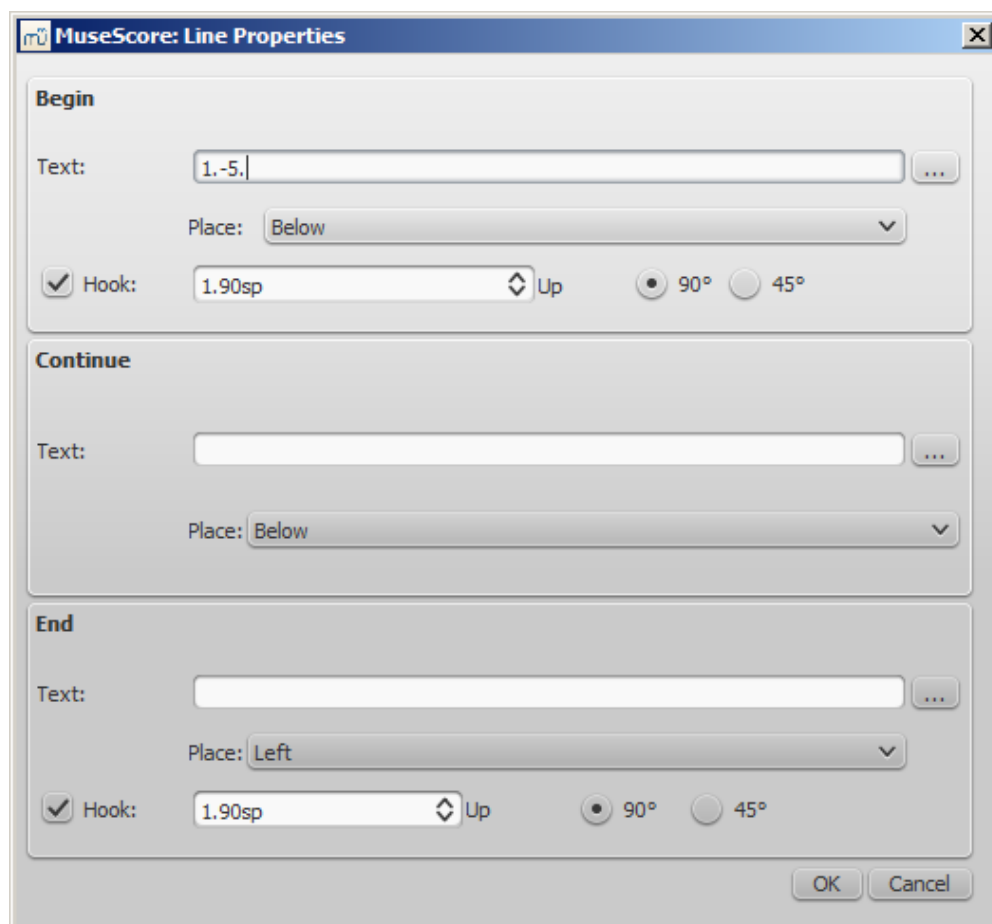 mü MuseScore: Line Properties
Begin
Text: 1.-5. ...
Place: Below
Hook: 1.90sp Up 90° 45°
Continue
Text: ...
Place: Below
End
Text: ...
Place: Left
Hook: 1.90sp Up 90° 45°
OK Cancel